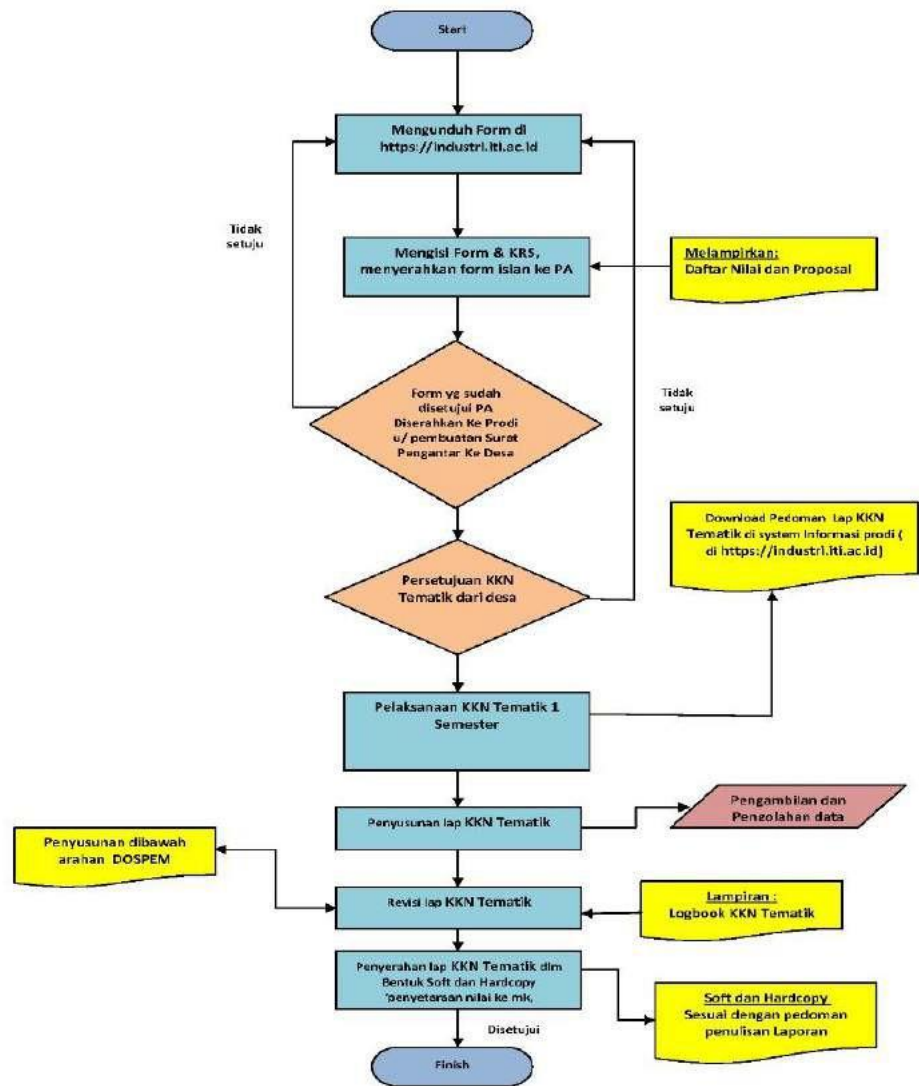 Start
Mengunduh Form di
https://industri.iti.ac.id
Tidak
setuju
Mengisi Form & KRS,
menyerahkan form isian ke PA
Melampirkan:
Daftar Nilai dan Proposal
Form yg sudah
disetujui PA
Diserahkan Ke Prodi
u/ pembuatan Surat
Pengantar Ke Desa
Tidak
setuju
Download Pedoman Lap KKN
Tematik di system Informasi prodi (
di https://industri.iti.ac.id)
Persetujuan KKN
Tematik dari desa
Pelaksanaan KKN Tematik 1
Semester
Penyusunan lap KKN Tematik
Pengambilan dan
Pengolahan data
Penyusunan dibawah
arahan DOSPEM
Revisi lap KKN Tematik
Lampiran :
Logbook KKN Tematik
Penyerahan lap KKN Tematik dlm
Bentuk Soft dan Hardcopy
'penyetaraan nilai ke mk,
Soft dan Hardcopy
Sesuai dengan pedoman
penulisan Laporan
Disetujui
Finish